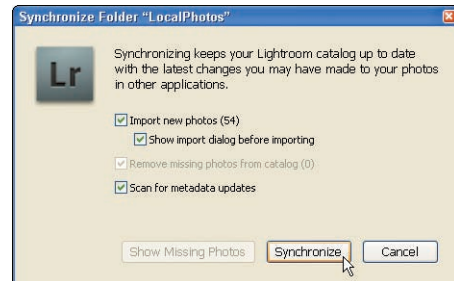 Synchronize Folder “LocalPhotos”
Lr
Synchronizing keeps your Lightroom catalog up to date
with the latest changes you may have made to your photos
in other applications.
Import new photos (54)
Show import dialog before importing
Remove missing photos from catalog (0)
Scan for metadata updates
Show Missing Photos Synchronize Cancel